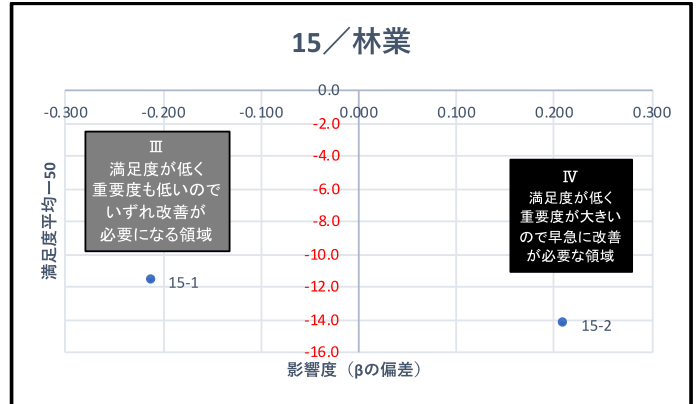 15／林業
0.0
-0.300
-0.200
-0.100
0.000
0.100
0.200
0.300
-2.0
-4.0
-6.0
-8.0
-10.0
-12.0
-14.0
-16.0
Ⅲ
満足度が低く
重要度も低いので
いずれ改善が
必要になる領域
Ⅳ
満足度が低く
重要度が大きい
ので早急に改善
が必要な領域
15-1
15-2
満足度平均－50
影響度（βの偏差）